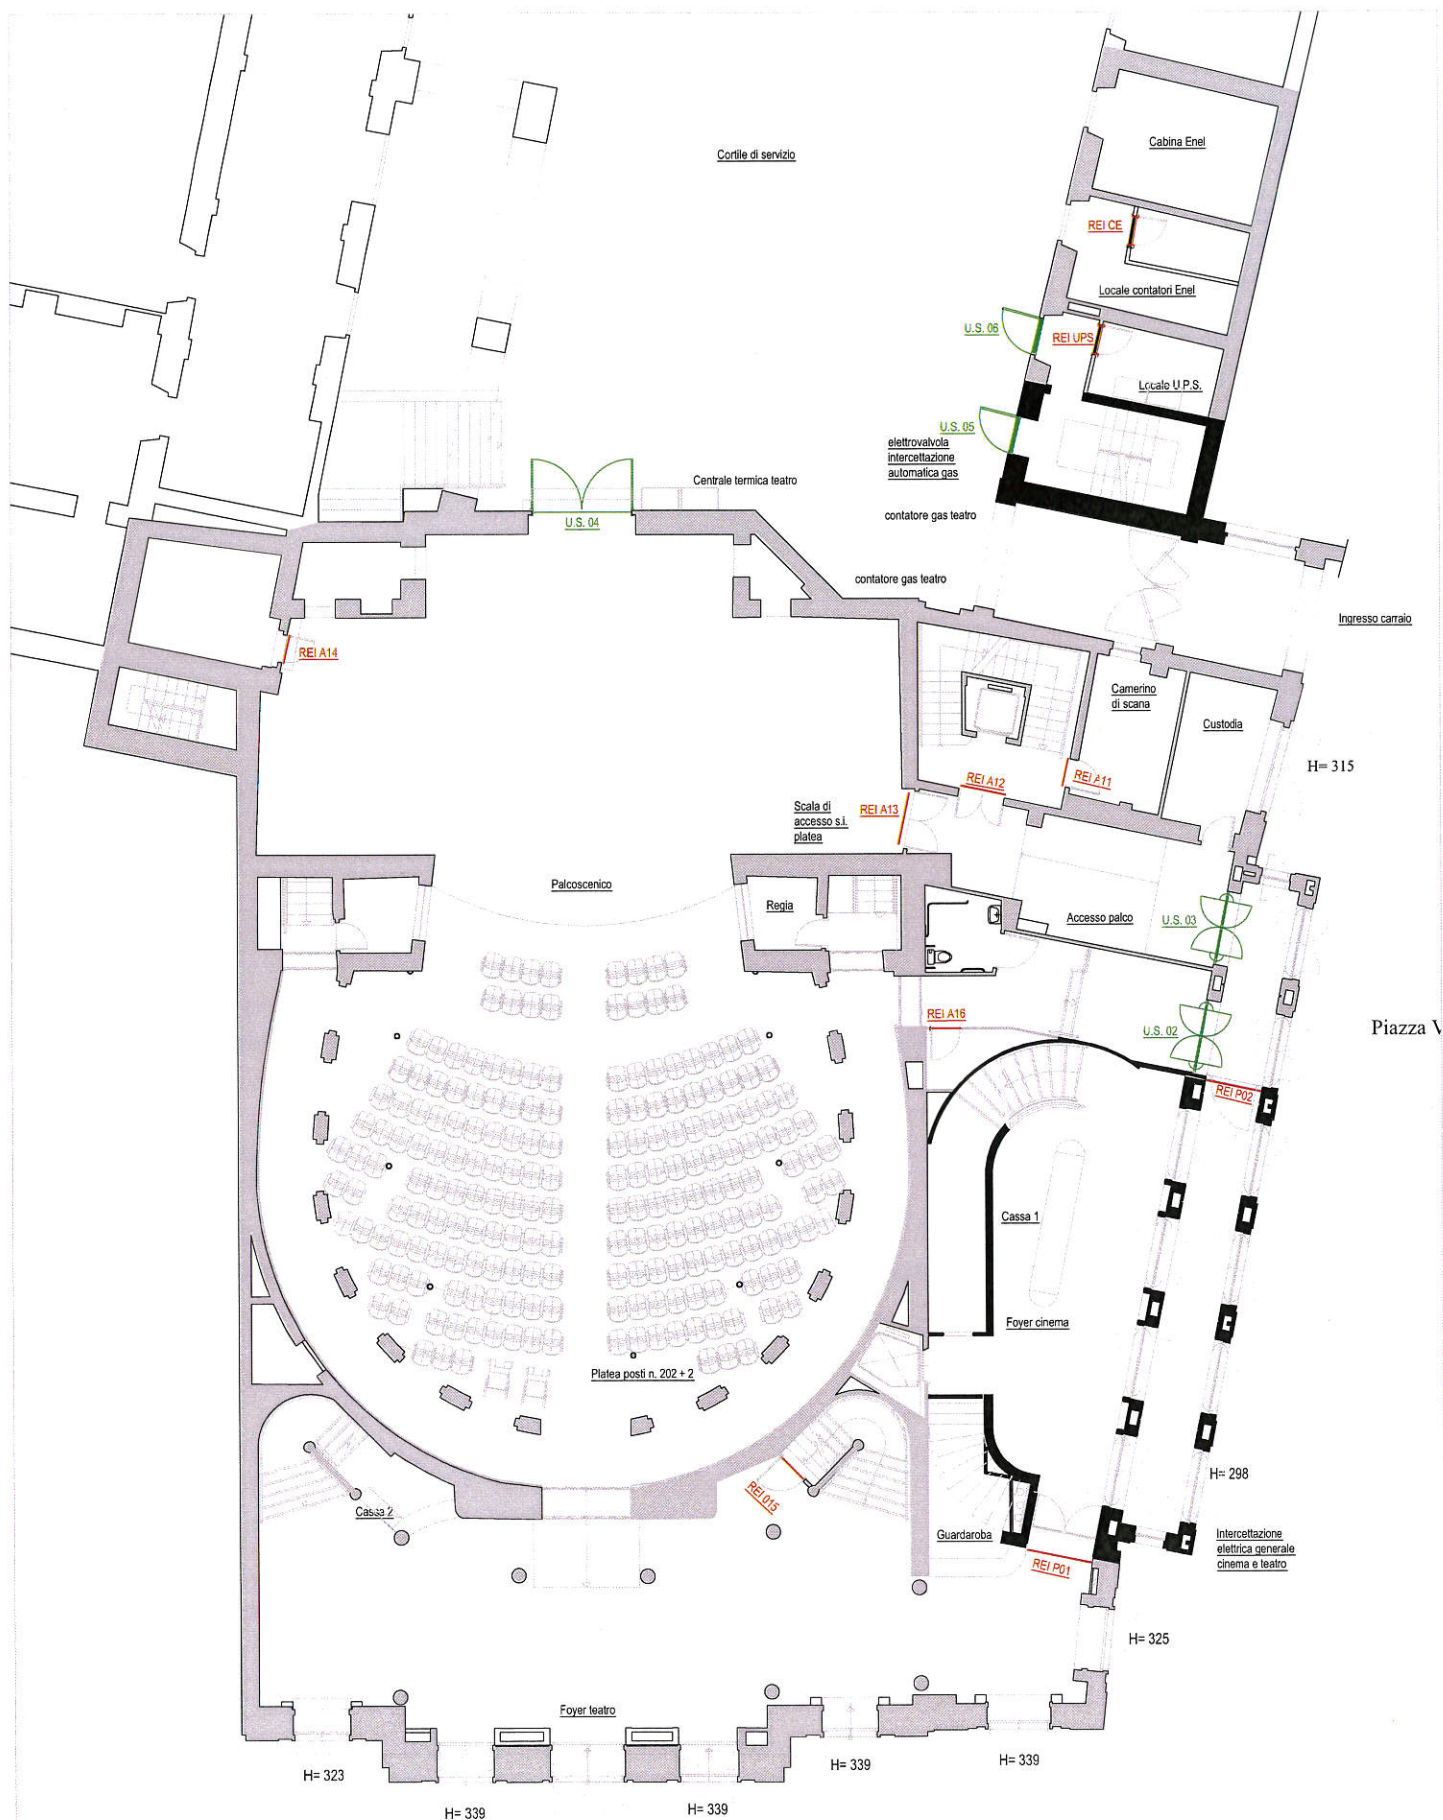 Cortile di servizio
Cabina Enel
REI CE
Locale contatori Enel
U.S. 06
REI UPS
Locale U.P.S.
U.S. 05
elettrovalvola
intercettazione
automatica gas
Centrale termica teatro
U.S. 04
contatore gas teatro
contatore gas teatro
Ingresso carraio
REI A14
Camerino
di scana
Custodia
H= 315
REI A12
REI A11
Scala di
accesso s.i.
platea
REI A13
Palcoscenico
Regia
Accesso palco
U.S. 03
REI A16
U.S. 02
Piazza V
REI P02
Cassa 1
Foyer cinema
Platea posti n. 202 + 2
H= 298
REI 015
Cassa 2
Guardaroba
Intercettazione
elettrica generale
cinema e teatro
REI P01
H= 325
Foyer teatro
H= 323
H= 339
H= 339
H= 339
H= 339